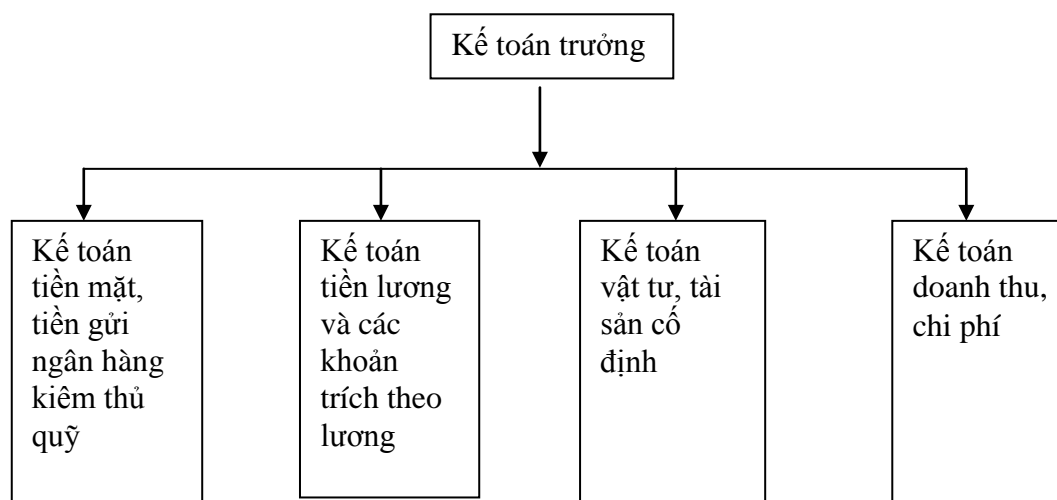 Kế toán trưởng
Kế toán
tiền mặt,
tiền gửi
ngân hàng
kiêm thủ
quỹ
Kế toán
tiền lương
và các
khoản
trích theo
lương
Kế toán
vật tư, tài
sản cố
định
Kế toán
doanh thu,
chi phí